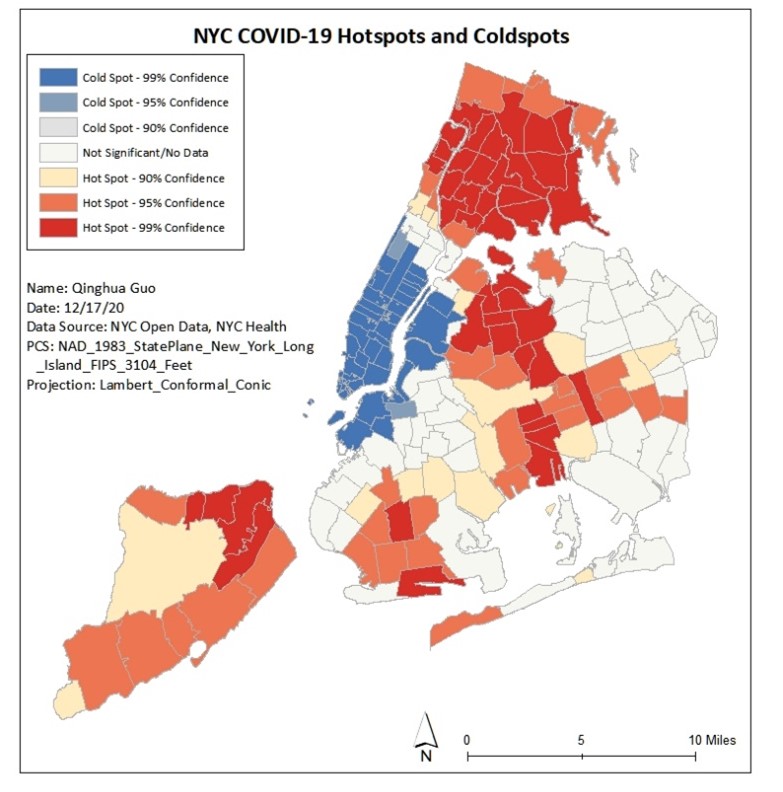 NYC COVID-19 Hotspots and Coldspots
Cold Spot - 99% Confidence
Cold Spot - 95% Confidence
Cold Spot - 90% Confidence
Not Significant/No Data
Hot Spot - 90% Confidence
Hot Spot - 95% Confidence
Hot Spot - 99% Confidence
Name: Qinghua Guo
Date: 12/17/20
Data Source: NYC Open Data, NYC Health
PCS: NAD_1983_StatePlane_New_York_Long
_Island_FIPS_3104_Feet
Projection: Lambert_Conformal_Conic
N
0 5 10 Miles